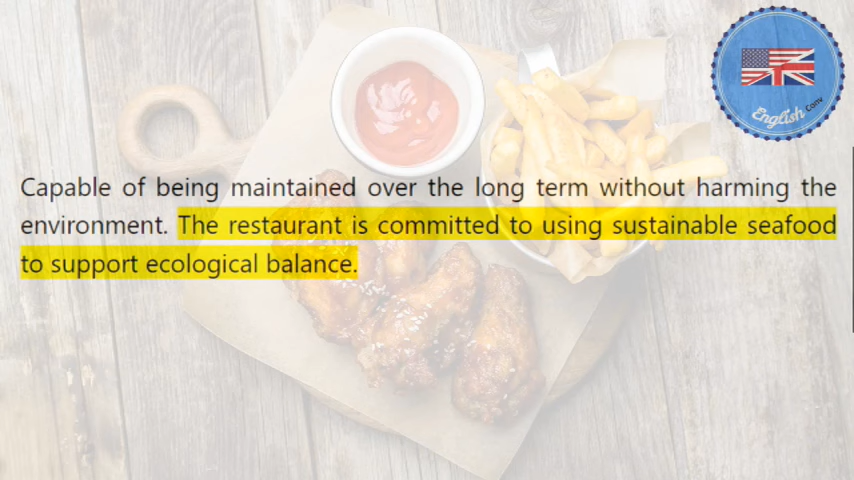 English Conv
Capable of being maintained over the long term without harming the
environment. The restaurant is committed to using sustainable seafood
to support ecological balance.